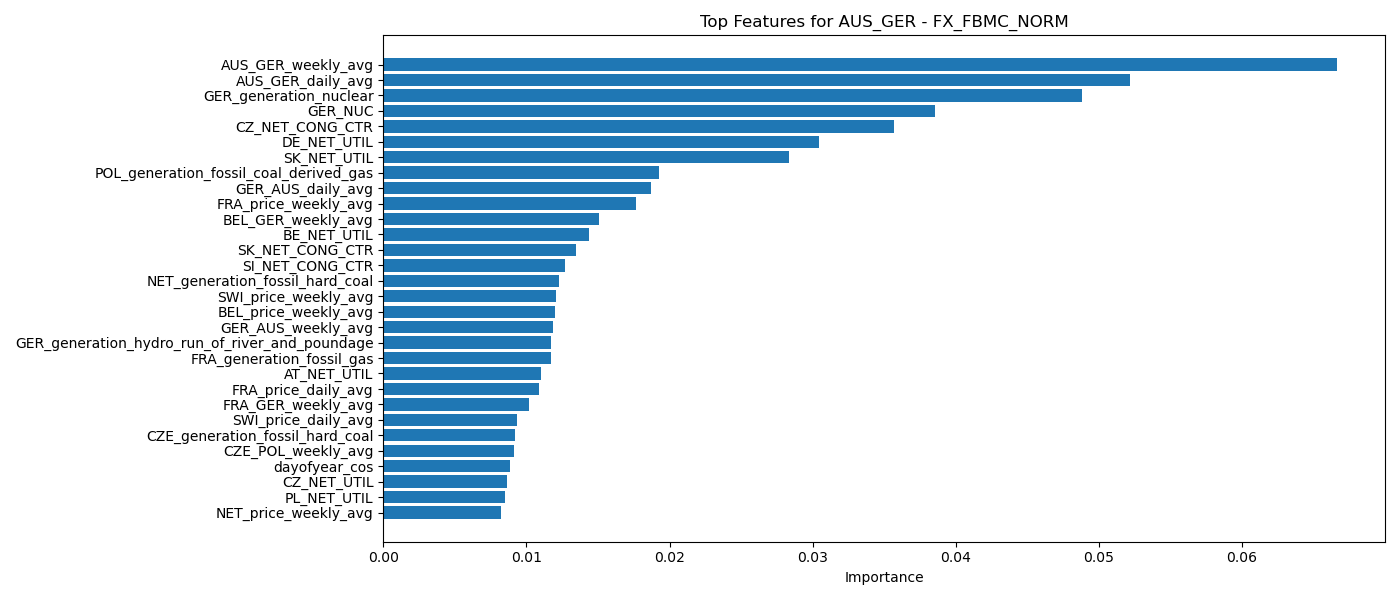 Top Features for AUS_GER - FX_FBMC_NORM
AUS_GER_weekly_avg
AUS_GER_daily_avg
GER_generation_nuclear
GER_NUC
CZ_NET_CONG_CTR
DE_NET_UTIL
SK_NET_UTIL
POL_generation_fossil_coal_derived_gas
GER_AUS_daily_avg
FRA_price_weekly_avg
BEL_GER_weekly_avg
BE_NET_UTIL
SK_NET_CONG_CTR
SI_NET_CONG_CTR
NET_generation_fossil_hard_coal
SWI_price_weekly_avg
BEL_price_weekly_avg
GER_AUS_weekly_avg
GER_generation_hydro_run_of_river_and_poundage
FRA_generation_fossil_gas
AT_NET_UTIL
FRA_price_daily_avg
FRA_GER_weekly_avg
SWI_price_daily_avg
CZE_generation_fossil_hard_coal
CZE_POL_weekly_avg
dayofyear_cos
CZ_NET_UTIL
PL_NET_UTIL
NET_price_weekly_avg
0.00 0.01 0.02 0.03 0.04 0.05 0.06
Importance